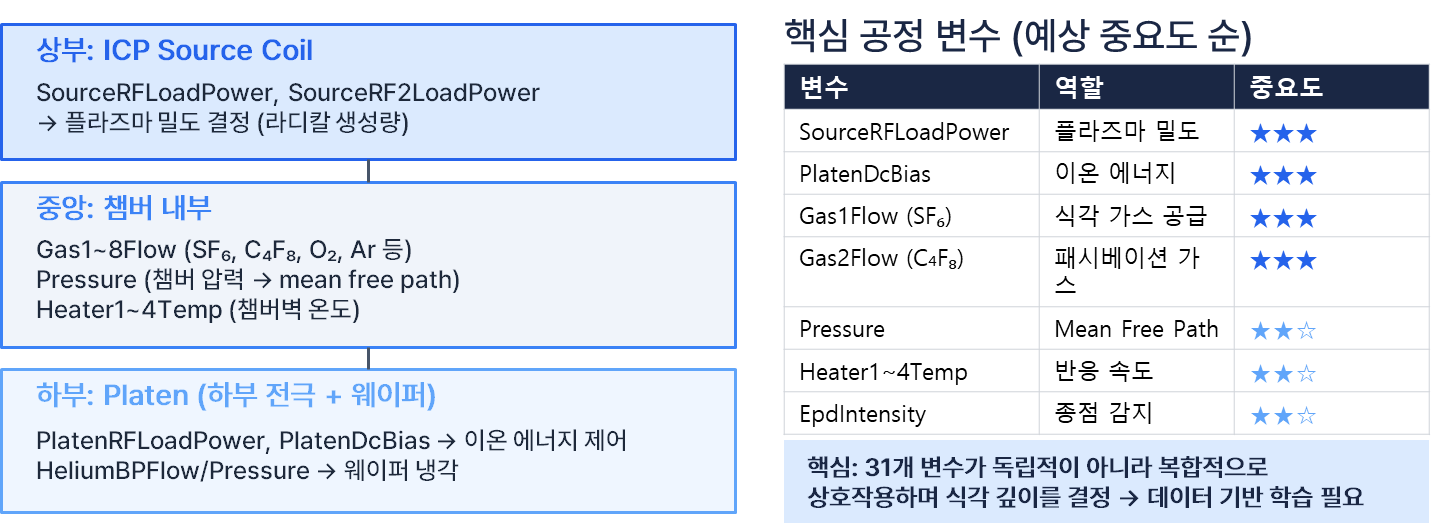 상부: ICP Source Coil
SourceRFLoadPower, SourceRF2LoadPower
→ 플라즈마 밀도 결정 (라디칼 생성량)
중앙: 챔버 내부
Gas1~8Flow (SF₆, C₄F₈, O₂, Ar 등)
Pressure (챔버 압력 → mean free path)
Heater1~4Temp (챔버벽 온도)
하부: Platen (하부 전극 + 웨이퍼)
PlatenRFLoadPower, PlatenDcBias → 이온 에너지 제어
HeliumBPFlow/Pressure → 웨이퍼 냉각
핵심 공정 변수 (예상 중요도 순)
변수 역할 중요도
SourceRFLoadPower 플라즈마 밀도 ★★★
PlatenDcBias 이온 에너지 ★★★
Gas1Flow (SF₆) 식각 가스 공급 ★★★
Gas2Flow (C₄F₈) 패시베이션 가 ★★★
스
Pressure Mean Free Path ★★☆
Heater1~4Temp 반응 속도 ★★☆
EpdIntensity 종점 감지 ★★☆
핵심: 31개 변수가 독립적이 아니라 복합적으로
상호작용하며 식각 깊이를 결정 → 데이터 기반 학습 필요